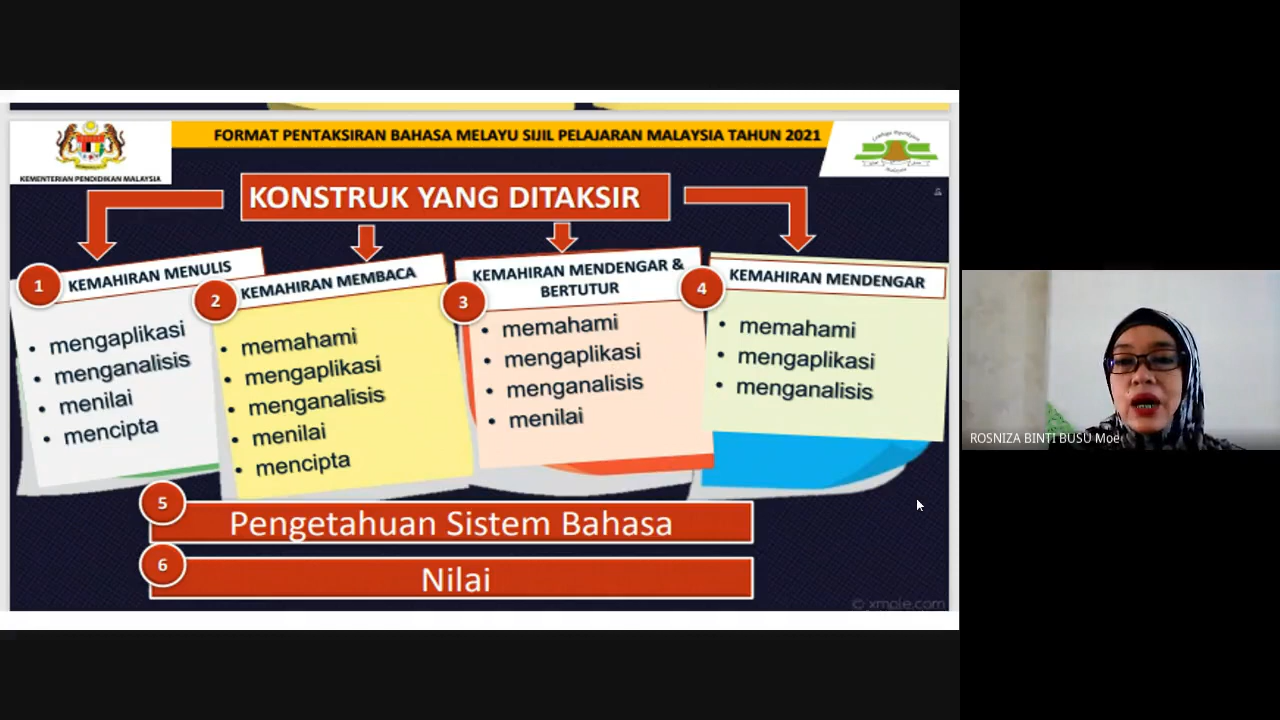 FORMAT PENTAKSIRAN BAHASA MELAYU SIJIL PELAJARAN MALAYSIA TAHUN 2021
KEMENTERIAN PENDIDIKAN MALAYSIA
KONSTRUK YANG DITAKSIR
1
KEMAHIRAN MENULIS
• mengaplikasi
• menganalisis
• menilai
• mencipta
2
KEMAHIRAN MEMBACA
• memahami
• mengaplikasi
• menganalisis
• menilai
• mencipta
3
KEMAHIRAN MENDENGAR &
BERTUTUR
• memahami
• mengaplikasi
• menganalisis
• menilai
4
KEMAHIRAN MENDENGAR
• memahami
• mengaplikasi
• menganalisis
5
Pengetahuan Sistem Bahasa
6
Nilai
© xmple.com
ROSNIZA BINTI BUSU Moe